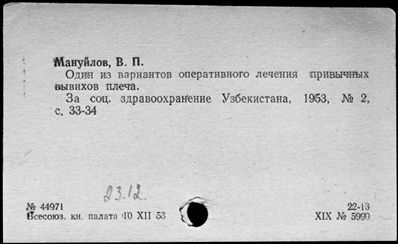 Мануйлов, В. П.
Один из вариантов оперативного лечения привычных
вывихов плеча.
За соц. здравоохранение Узбекистана, 1953, № 2,
с. 33-34
23.12.
№ 44971
22-13
Всесоюз. кн. палата 10 XII 53
XIX № 5990